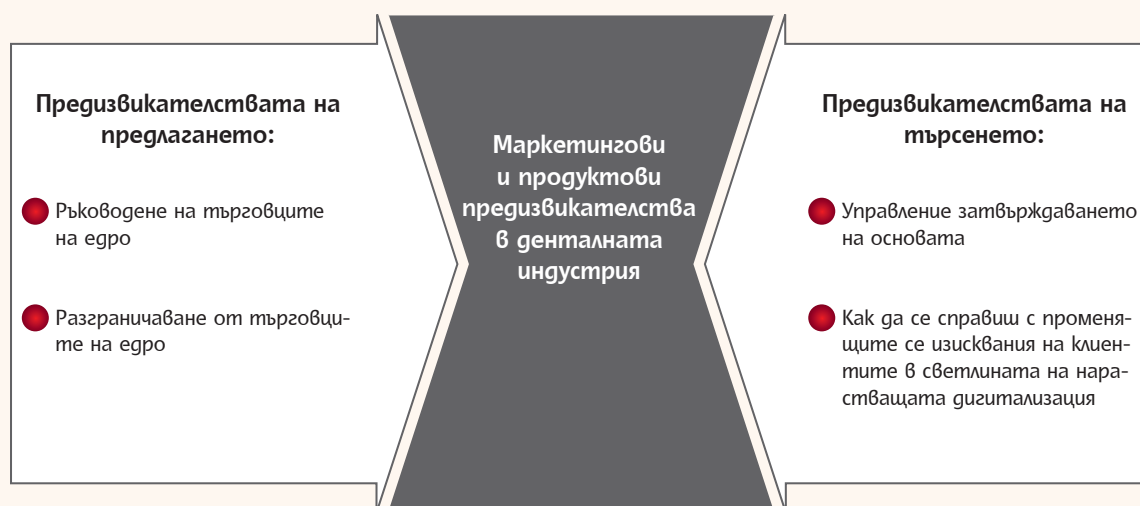 Предизвикателствата на
предлагането:
Ръководене на търговците
на едро
Разграничаване от търговци-
те на едро
Маркетингови
и продуктови
предизвикателства
в денталната
индустрия
Предизвикателствата на
търсенето:
Управление затвърждаването
на основата
Как да се справиш с променя-
щите се изисквания на клиен-
тите в светлината на нара-
стващата дигитализация